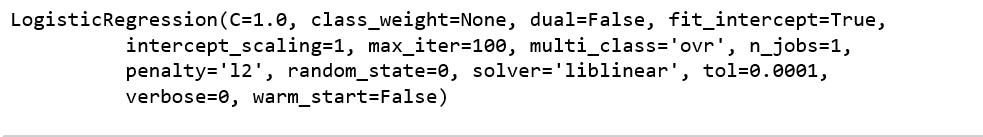 LogisticRegression(C=1.0, class_weight=None, dual=False, fit_intercept=True,
intercept_scaling=1, max_iter=100, multi_class='ovr', n_jobs=1,
penalty='l2', random_state=0, solver='liblinear', tol=0.0001,
verbose=0, warm_start=False)